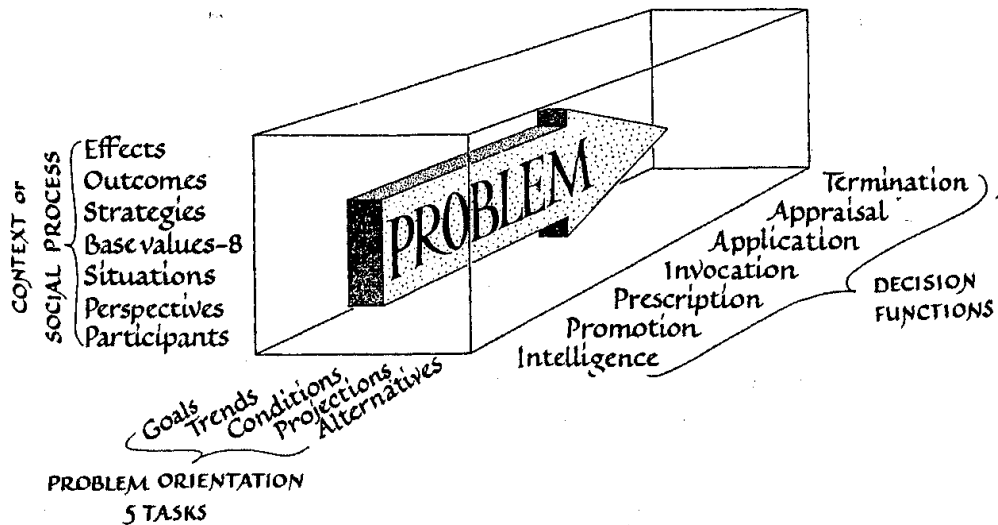 CONTEXT or
SOCIAL PROCESS
Effects
Outcomes
Strategies
Base values-8
Situations
Perspectives
Participants
PROBLEM
Termination
Appraisal
Application
Invocation
Prescription
Promotion
Intelligence
DECISION
FUNCTIONS
Goals
Trends
Conditions
Projections
Alternatives
PROBLEM ORIENTATION
5 TASKS